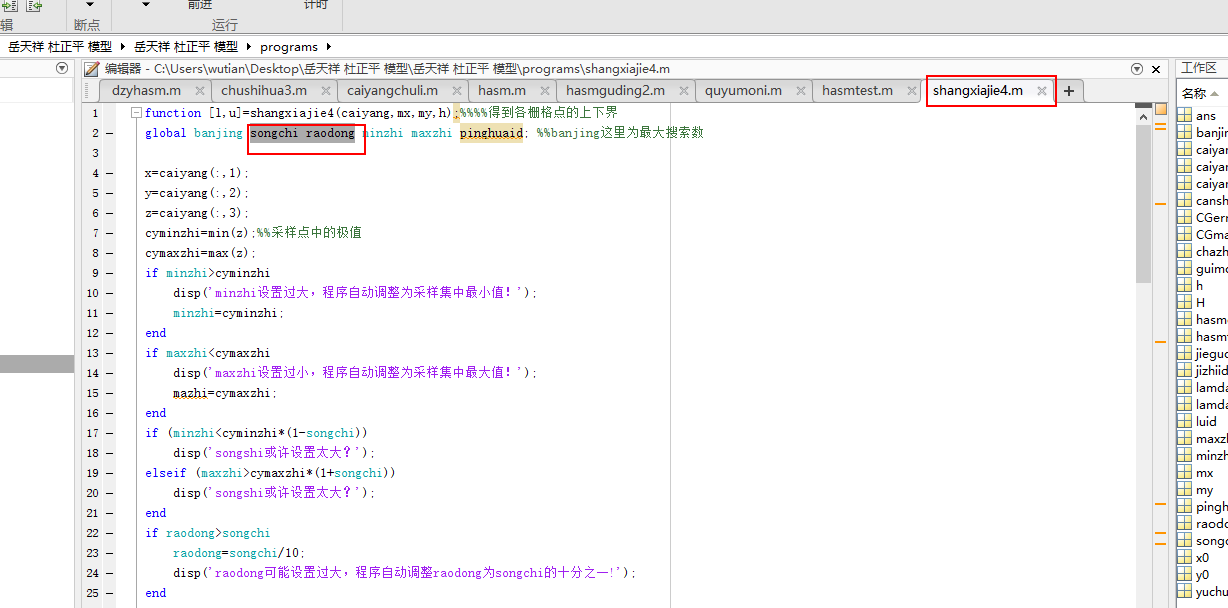 前进
计时
辑
断点
运行
岳天祥 杜正平 模型 岳天祥 杜正平 模型 programs
编辑器 - C:\Users\wutian\Desktop\岳天祥 杜正平 模型\岳天祥 杜正平 模型\programs\shangxiajie4.m
工作区
dzyhasm.m chushihua3.m caiyangchuli.m hasm.m hasmguding2.m quyumoni.m hasmtest.m shangxiajie4.m
名称
1 function [l,u]=shangxiajie4(caiyang,mx,my,h);%%%%得到各栅格点的上下界
2 global banjing songchi raodong minzhi maxzhi pinghuaid; %%banjing这里为最大搜索数
3
4 x=caiyang(:,1);
5 y=caiyang(:,2);
6 z=caiyang(:,3);
7 cyminzhi=min(z);%%采样点中的极值
8 cymaxzhi=max(z);
9 if minzhi>cyminzhi
10 disp('minzhi设置过大，程序自动调整为采样集中最小值！');
11 minzhi=cyminzhi;
12 end
13 if maxzhi<cymaxzhi
14 disp('maxzhi设置过小，程序自动调整为采样集中最大值！');
15 mazhi=cymaxzhi;
16 end
17 if (minzhi<cyminzhi*(1-songchi))
18 disp('songshi或许设置太大？');
19 elseif (maxzhi>cymaxzhi*(1+songchi))
20 disp('songshi或许设置太大？');
21 end
22 if raodong>songchi
23 raodong=songchi/10;
24 disp('raodong可能设置过大，程序自动调整raodong为songchi的十分之一!');
25 end
ans
banjin
caiyan
caiyan
caiyan
cansh
CGerr
CGma
chazh
guimo
h
H
hasm
hasm
jieguo
jizhiid
lamda
lamda
luid
maxzh
minzh
mx
my
pingh
raodo
songc
x0
y0
yuchu